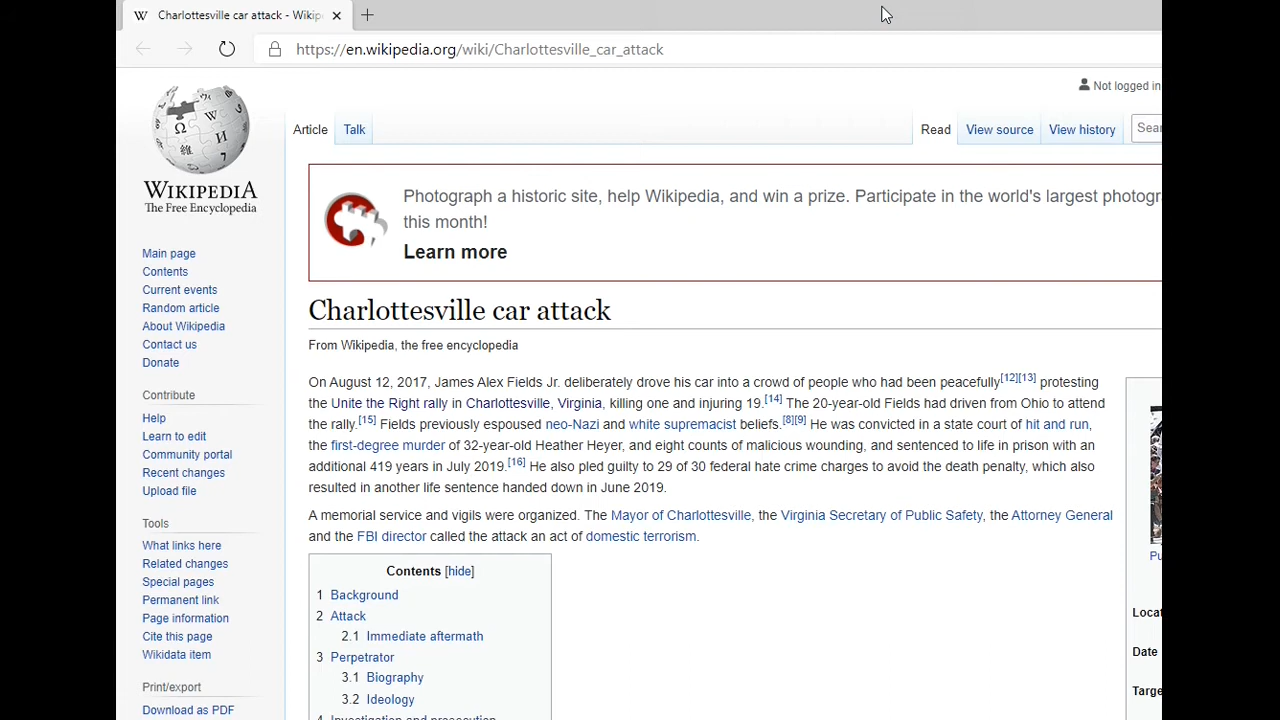 Charlottesville car attack - Wikip
https://en.wikipedia.org/wiki/Charlottesville_car_attack
Not logged in
Article Talk Read View source View history Sear
WIKIPEDIA
The Free Encyclopedia
Photograph a historic site, help Wikipedia, and win a prize. Participate in the world's largest photogr
this month!
Learn more
Main page
Contents
Current events
Random article
About Wikipedia
Contact us
Donate
Contribute
Help
Learn to edit
Community portal
Recent changes
Upload file
Tools
What links here
Related changes
Special pages
Permanent link
Page information
Cite this page
Wikidata item
Print/export
Download as PDF
Charlottesville car attack
From Wikipedia, the free encyclopedia
On August 12, 2017, James Alex Fields Jr. deliberately drove his car into a crowd of people who had been peacefully[12][13] protesting
the Unite the Right rally in Charlottesville, Virginia, killing one and injuring 19.[14] The 20-year-old Fields had driven from Ohio to attend
the rally.[15] Fields previously espoused neo-Nazi and white supremacist beliefs.[8][9] He was convicted in a state court of hit and run,
the first-degree murder of 32-year-old Heather Heyer, and eight counts of malicious wounding, and sentenced to life in prison with an
additional 419 years in July 2019.[16] He also pled guilty to 29 of 30 federal hate crime charges to avoid the death penalty, which also
resulted in another life sentence handed down in June 2019.
A memorial service and vigils were organized. The Mayor of Charlottesville, the Virginia Secretary of Public Safety, the Attorney General
and the FBI director called the attack an act of domestic terrorism.
Contents [hide]
1 Background
2 Attack
2.1 Immediate aftermath
3 Perpetrator
3.1 Biography
3.2 Ideology
4 Investigation and prosecution
Pu
Locat
Date
Targe